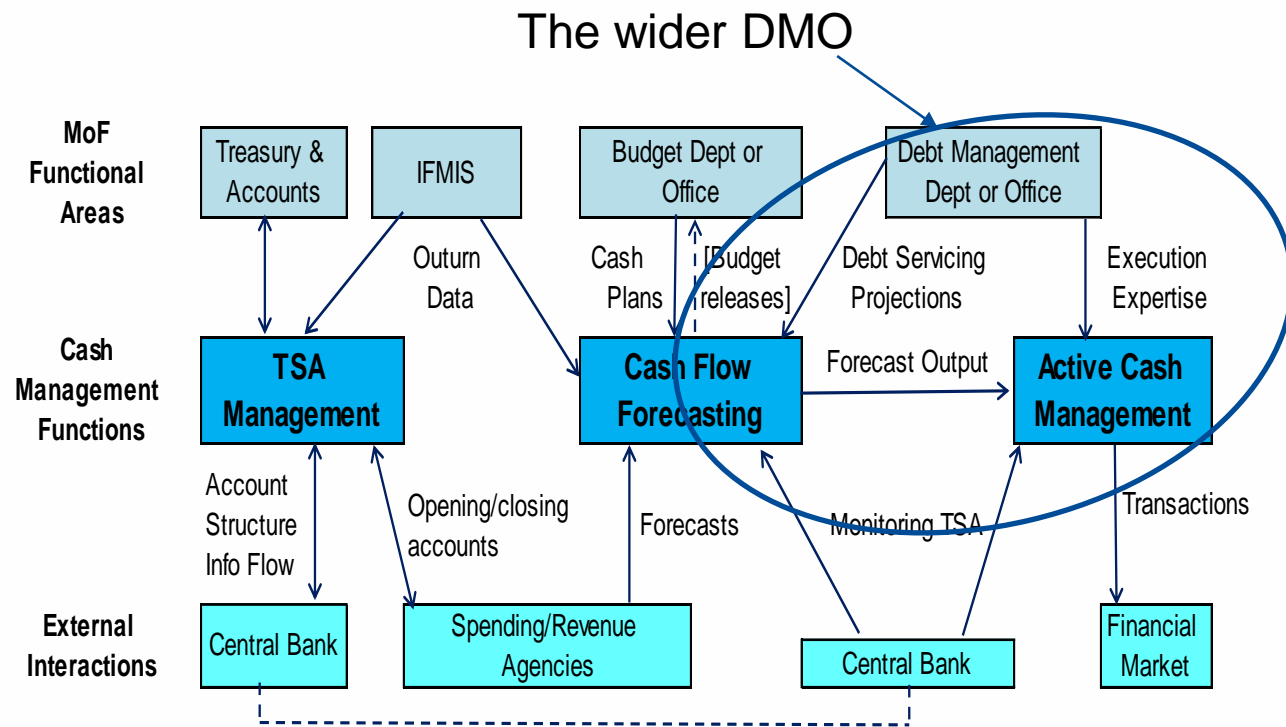 The wider DMO
MoF
Functional
Areas
Treasury &
Accounts
IFMIS
Budget Dept or
Office
Debt Management
Dept or Office
Outurn
Data
Cash
Plans
[Budget
releases]
Debt Servicing
Projections
Execution
Expertise
Cash
Management
Functions
TSA
Management
Cash Flow
Forecasting
Forecast Output
Active Cash
Management
Account
Structure
Info Flow
Opening/closing
accounts
Forecasts
Monitoring TSA
Transactions
External
Interactions
Central Bank
Spending/Revenue
Agencies
Central Bank
Financial
Market